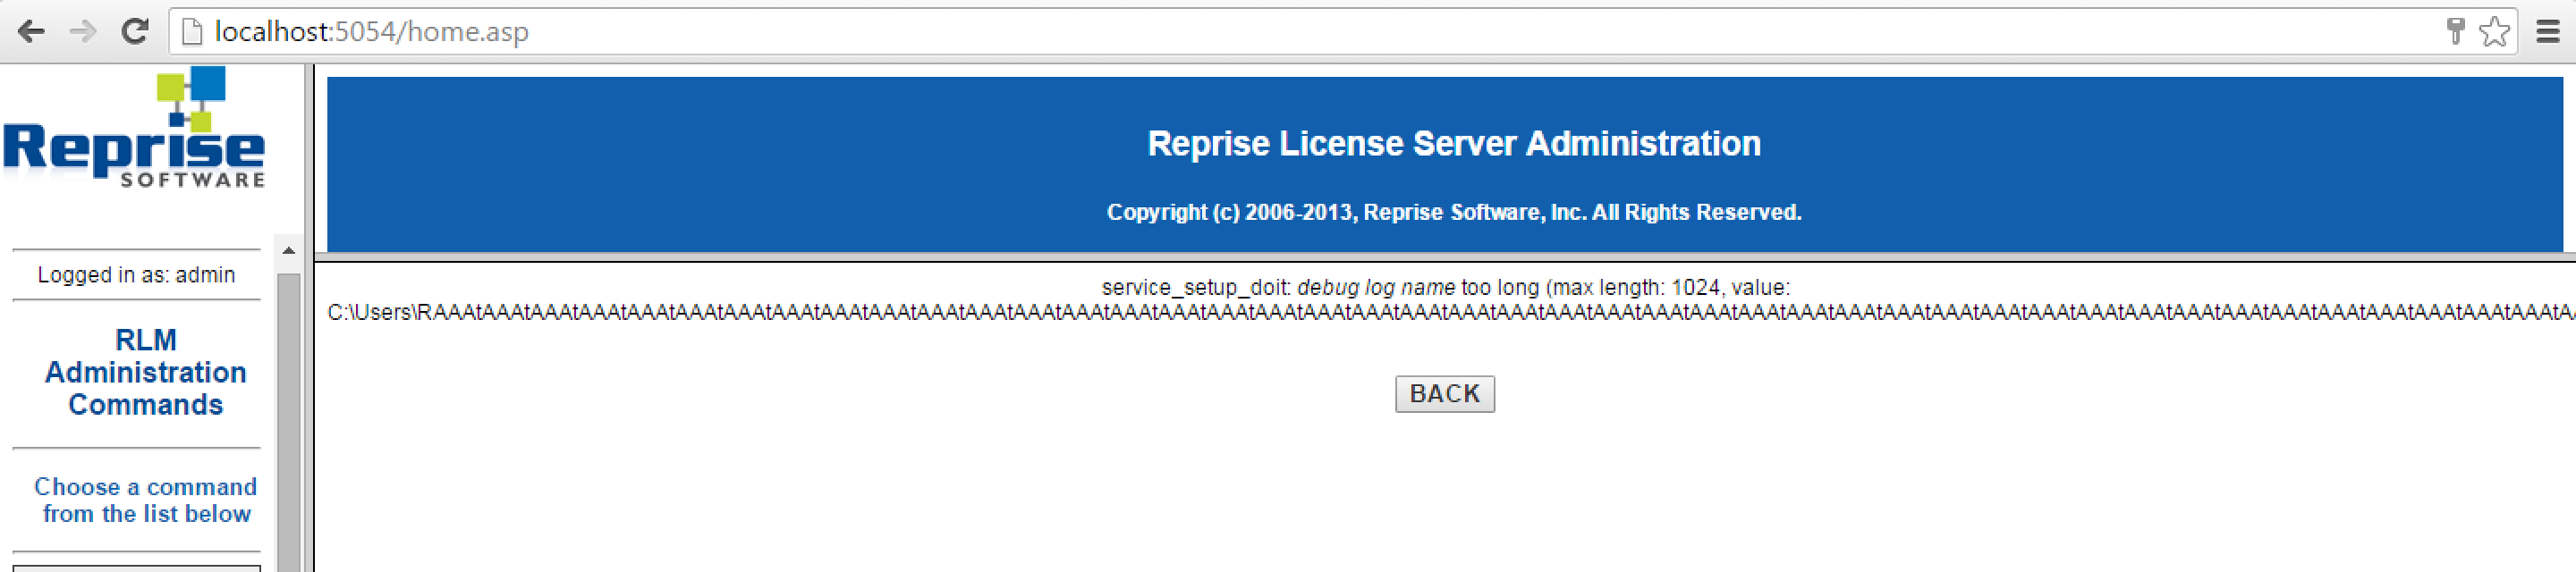 localhost:5054/home.asp
Reprise
SOFTWARE
Reprise License Server Administration
Copyright (c) 2006-2013, Reprise Software, Inc. All Rights Reserved.
Logged in as: admin
RLM
Administration
Commands
Choose a command
from the list below
service_setup_doit: debug log name too long (max length: 1024, value:
C:\Users\RAAAtAAAtAAAtAAAtAAAtAAAtAAAtAAAtAAAtAAAtAAAtAAAtAAAtAAAtAAAtAAAtAAAtAAAtAAAtAAAtAAAtAAAtAAAtAAAtAAAtAAAtAAAtAAAtAAAtAAAtAAAtAAAtAAAtAAAtAAAtAAAtAAAtAAAtAAAtAAAtAAAtAAAtAAAtAAAtA
BACK